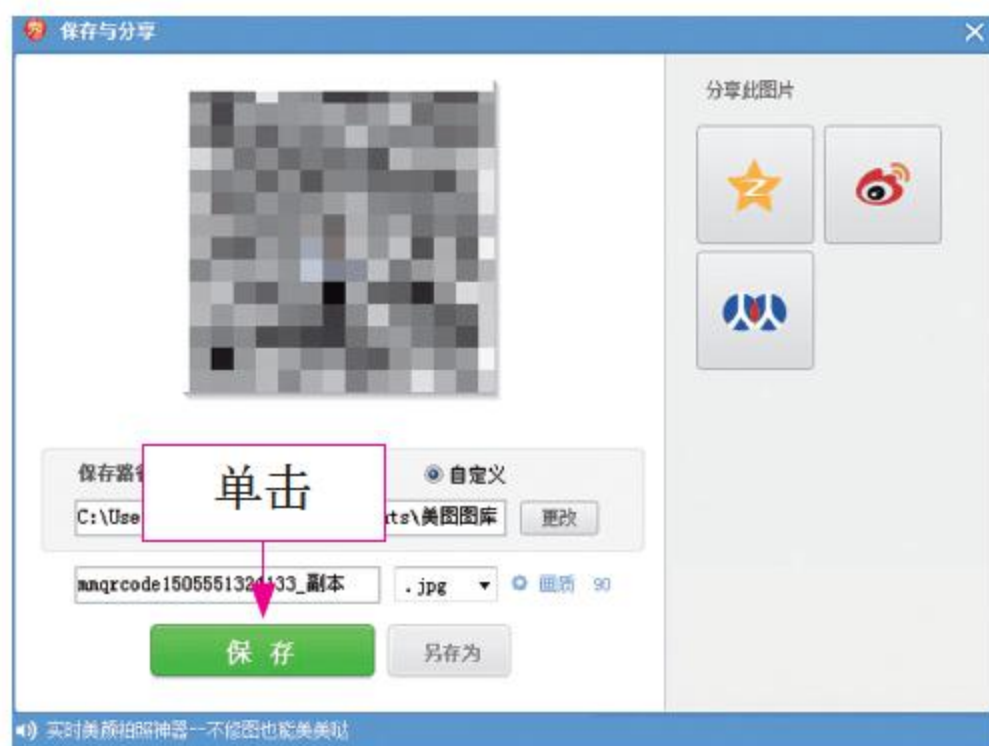 保存与分享
分享此图片
保存路
单击
自定义
C:\Use
ts\美图图库
更改
mmqrcode1505551324133_副本
.jpg
画质 90
保存
另存为
实时美颜拍照神器--不修图也能美美哒